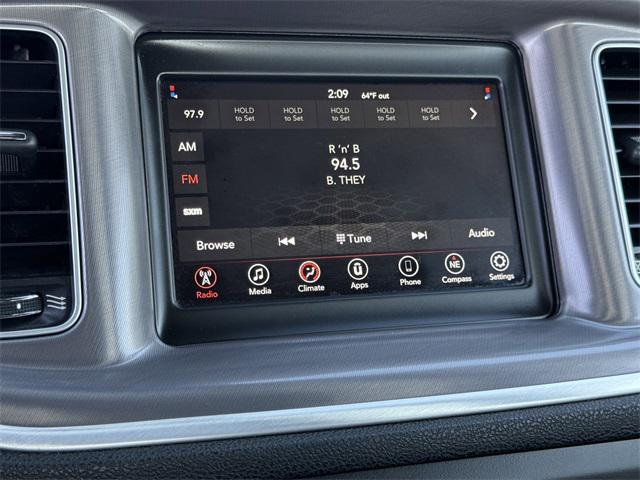 2:09 64°F out
97.9 HOLD to Set HOLD to Set HOLD to Set HOLD to Set HOLD to Set
AM
FM
sxm
R 'n' B
94.5
B. THEY
Browse Tune Audio
Radio Media Climate Apps Phone NE Compass Settings